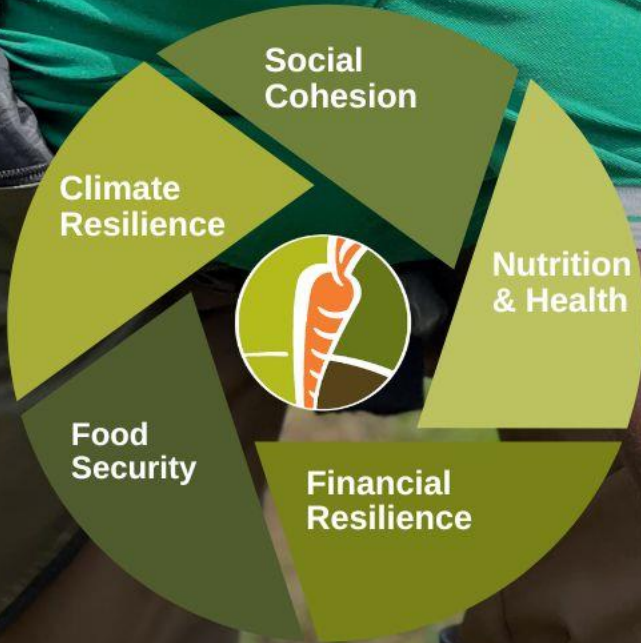 Social
Cohesion
Nutrition
& Health
Financial
Resilience
Food
Security
Climate
Resilience